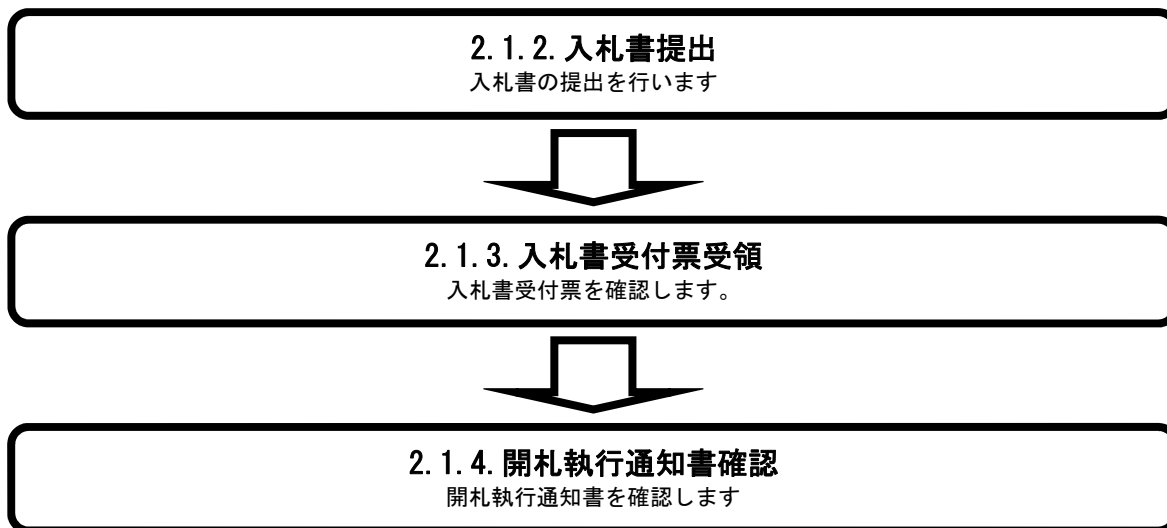 2.1.2.入札書提出
入札書の提出を行います
2.1.3.入札書受付票受領
入札書受付票を確認します。
2.1.4.開札執行通知書確認
開札執行通知書を確認します